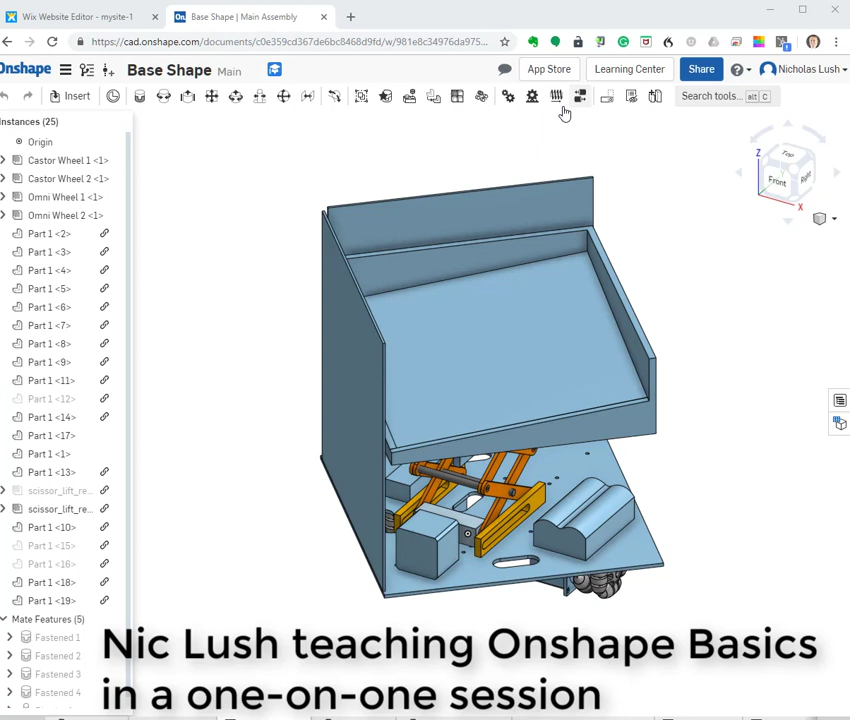 Wix Website Editor - mysite-1
Base Shape | Main Assembly
https://cad.onshape.com/documents/c0e359cd367de6bc8468d9fd/w/981e8c34976da975...
Onshape
Base Shape Main
App Store
Learning Center
Share
Nicholas Lush
Insert
Search tools... alt C
Instances (25)
Origin
Castor Wheel 1 <1>
Castor Wheel 2 <1>
Omni Wheel 1 <1>
Omni Wheel 2 <1>
Part 1 <2>
Part 1 <3>
Part 1 <4>
Part 1 <5>
Part 1 <6>
Part 1 <7>
Part 1 <8>
Part 1 <9>
Part 1 <11>
Part 1 <12>
Part 1 <14>
Part 1 <17>
Part 1 <1>
Part 1 <13>
scissor_lift_re...
scissor_lift_re...
Part 1 <10>
Part 1 <15>
Part 1 <16>
Part 1 <18>
Part 1 <19>
Mate Features (5)
Fastened 1
Fastened 2
Fastened 3
Fastened 4
Z
Top
Front
Right
X
Nic Lush teaching Onshape Basics
in a one-on-one session